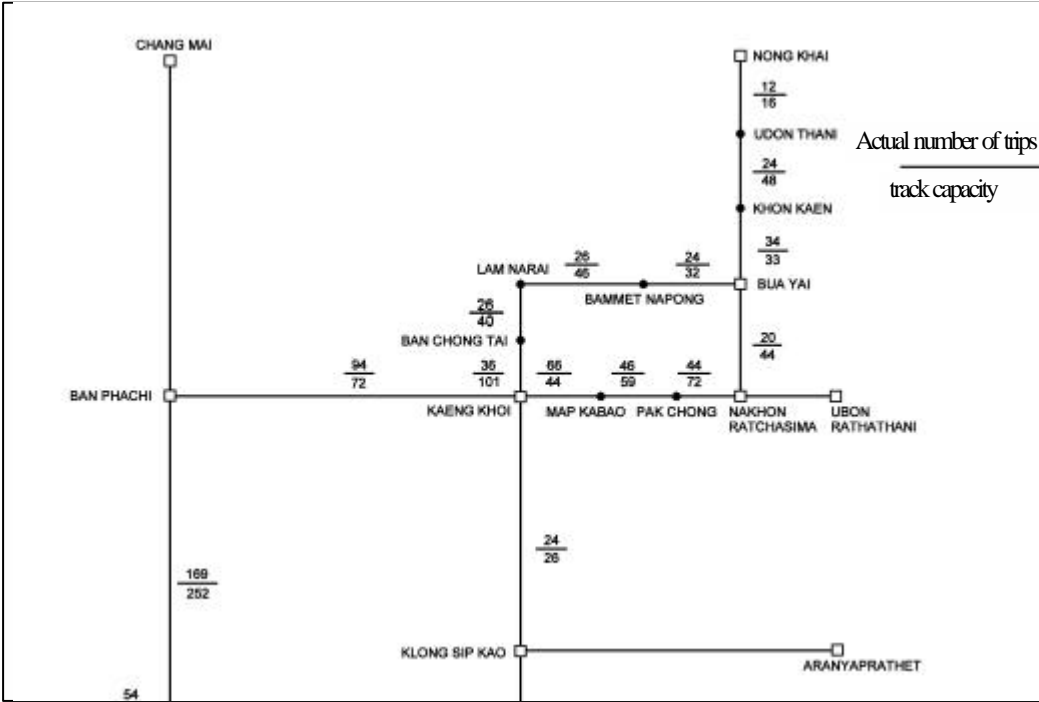 CHANG MAI
NONG KHAI
12
16
UDON THANI
Actual number of trips
track capacity
24
48
KHON KAEN
34
33
LAM NARAI
26
46
24
32
BAMMET NAPONG
BUA YAI
26
40
BAN CHONG TAI
20
44
94
72
36
101
66
44
46
59
44
72
BAN PHACHI
KAENG KHOI
MAP KABAO
PAK CHONG
NAKHON
RATCHASIMA
UBON
RATHATHANI
24
26
169
252
KLONG SIP KAO
ARANYAPRATHET
54